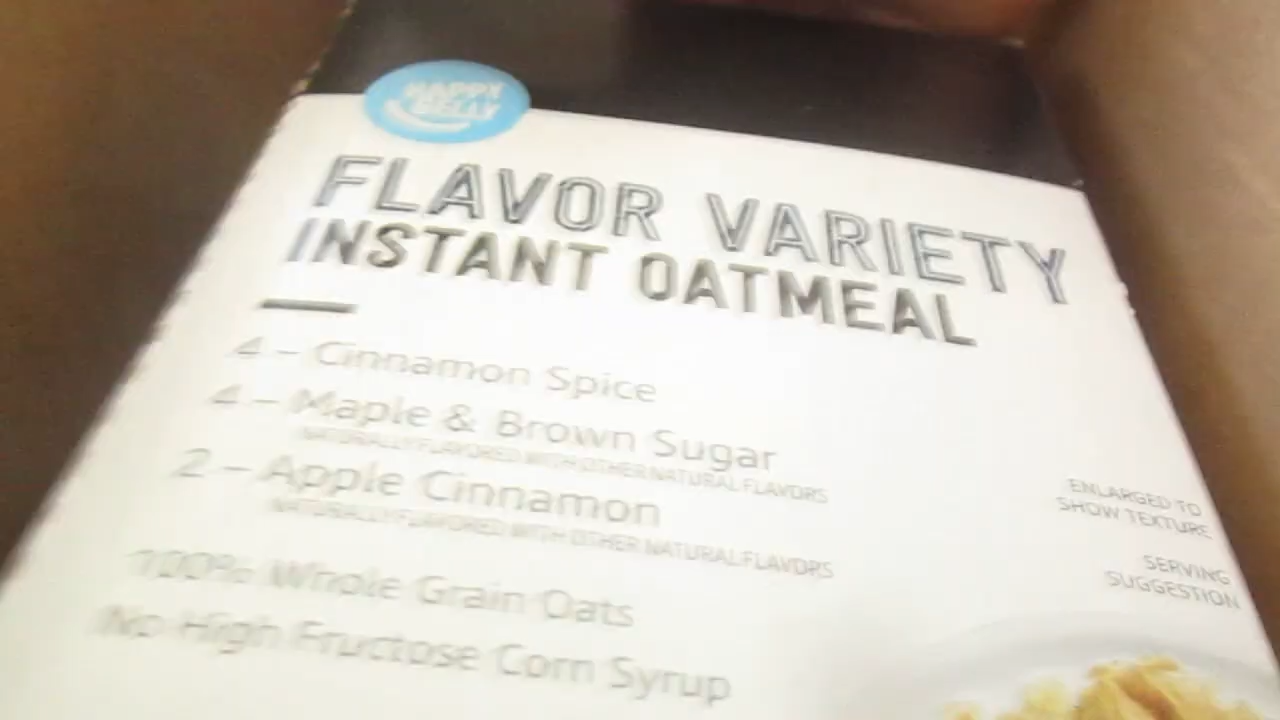 HAPPY
BELLY
FLAVOR VARIETY
INSTANT OATMEAL
4 – Cinnamon Spice
4 – Maple & Brown Sugar
NATURALLY FLAVORED WITH OTHER NATURAL FLAVORS
2 – Apple Cinnamon
NATURALLY FLAVORED WITH OTHER NATURAL FLAVORS
100% Whole Grain Oats
No High Fructose Corn Syrup
ENLARGED TO
SHOW TEXTURE
SERVING
SUGGESTION